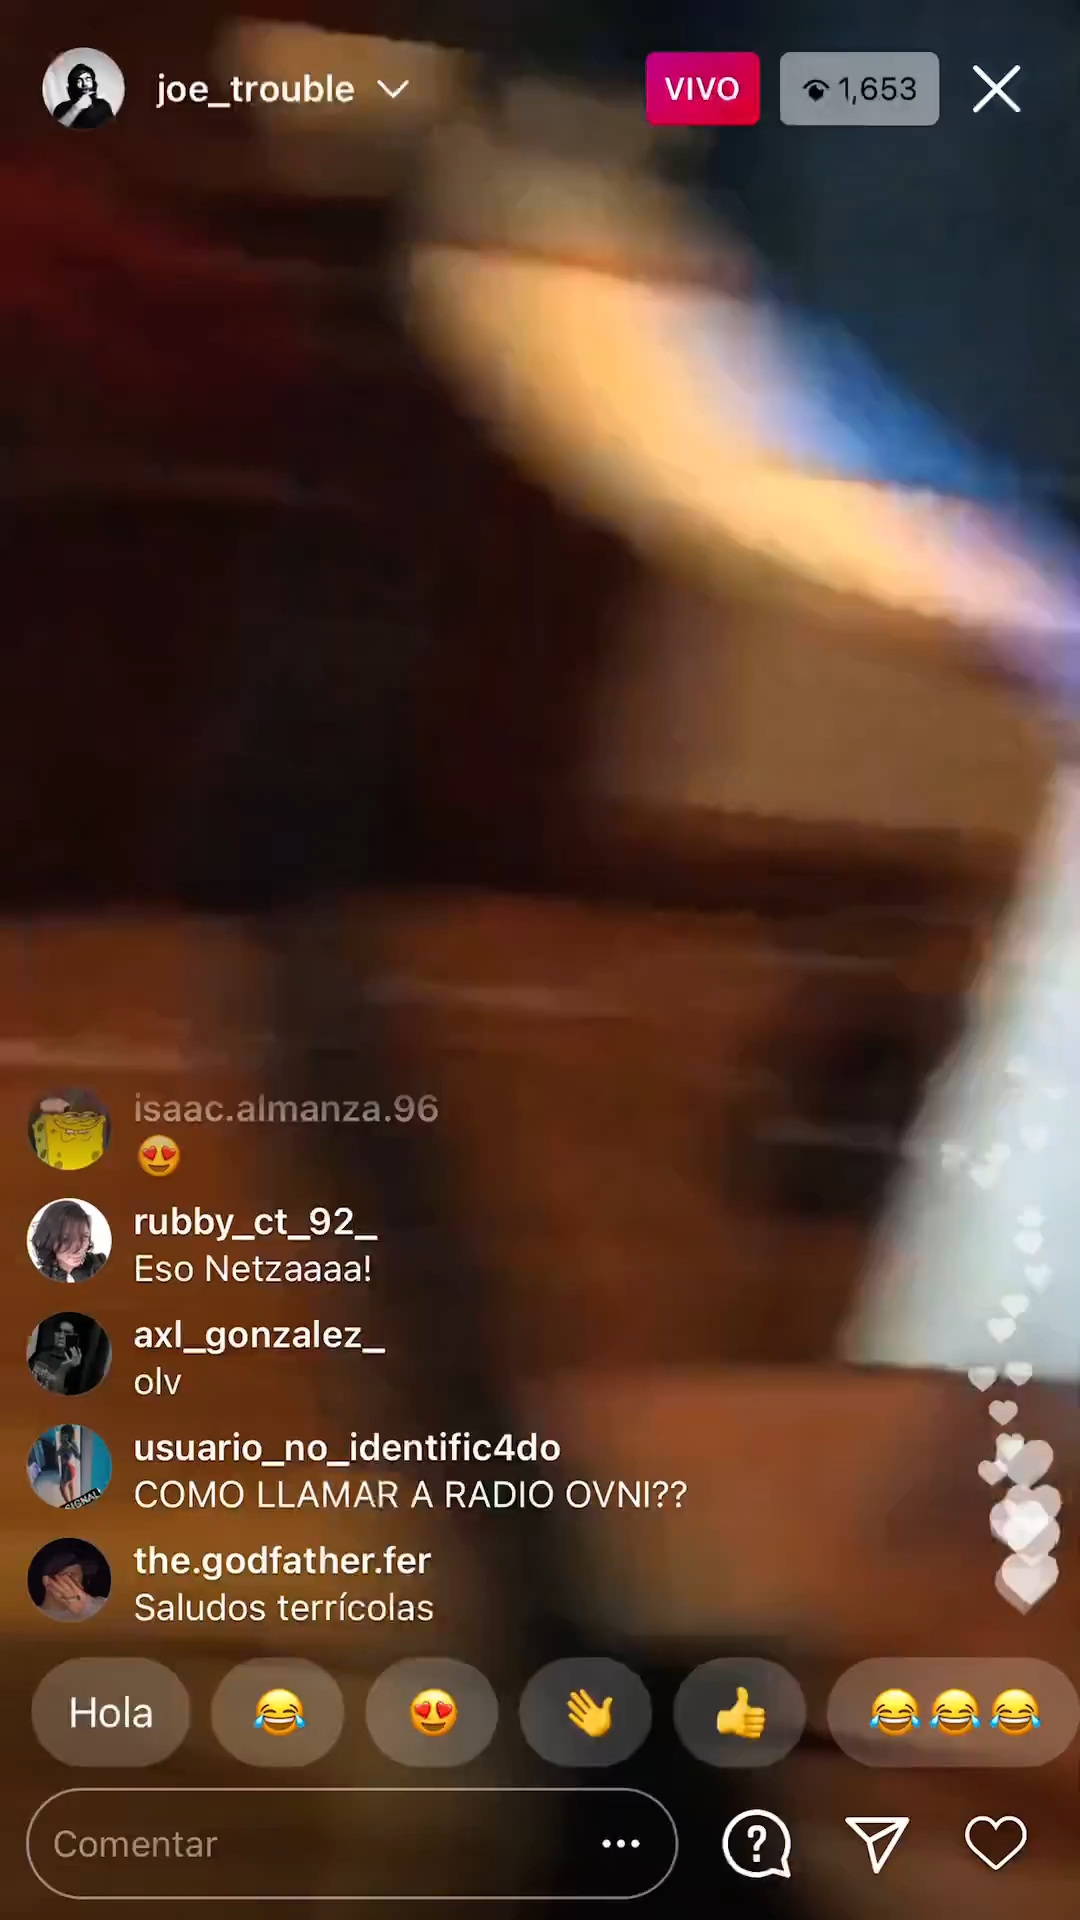 joe_trouble
VIVO
1,653
isaac.almanza.96
😍
rubby_ct_92_
Eso Netzaaaa!
axl_gonzalez_
olv
usuario_no_identific4do
COMO LLAMAR A RADIO OVNI??
SIGNAL
the.godfather.fer
Saludos terrícolas
Hola 😂 😍 👋 👍 😂😂😂
Comentar